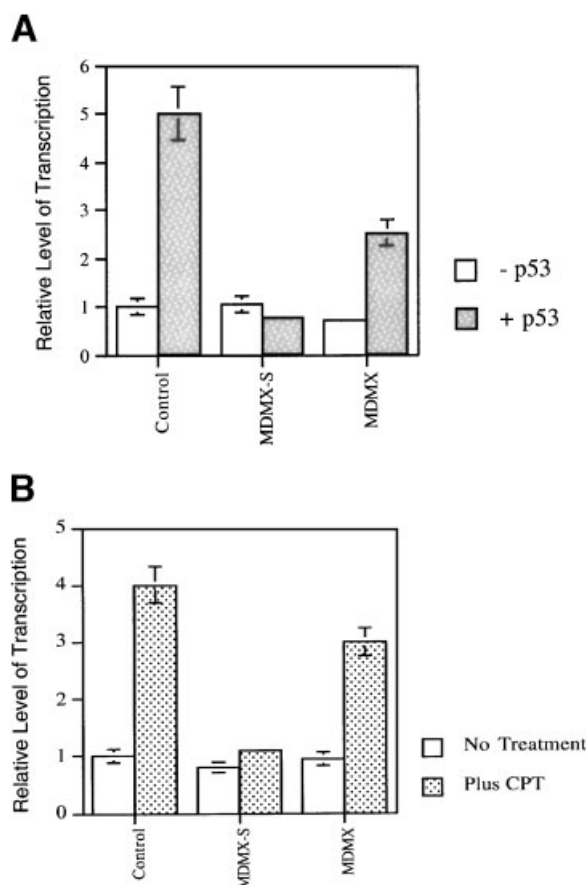 A
Relative Level of Transcription
6
5
4
3
2
1
0
Control
MDMX-S
MDMX
- p53
+ p53
B
Relative Level of Transcription
5
4
3
2
1
0
Control
MDMX-S
MDMX
No Treatment
Plus CPT